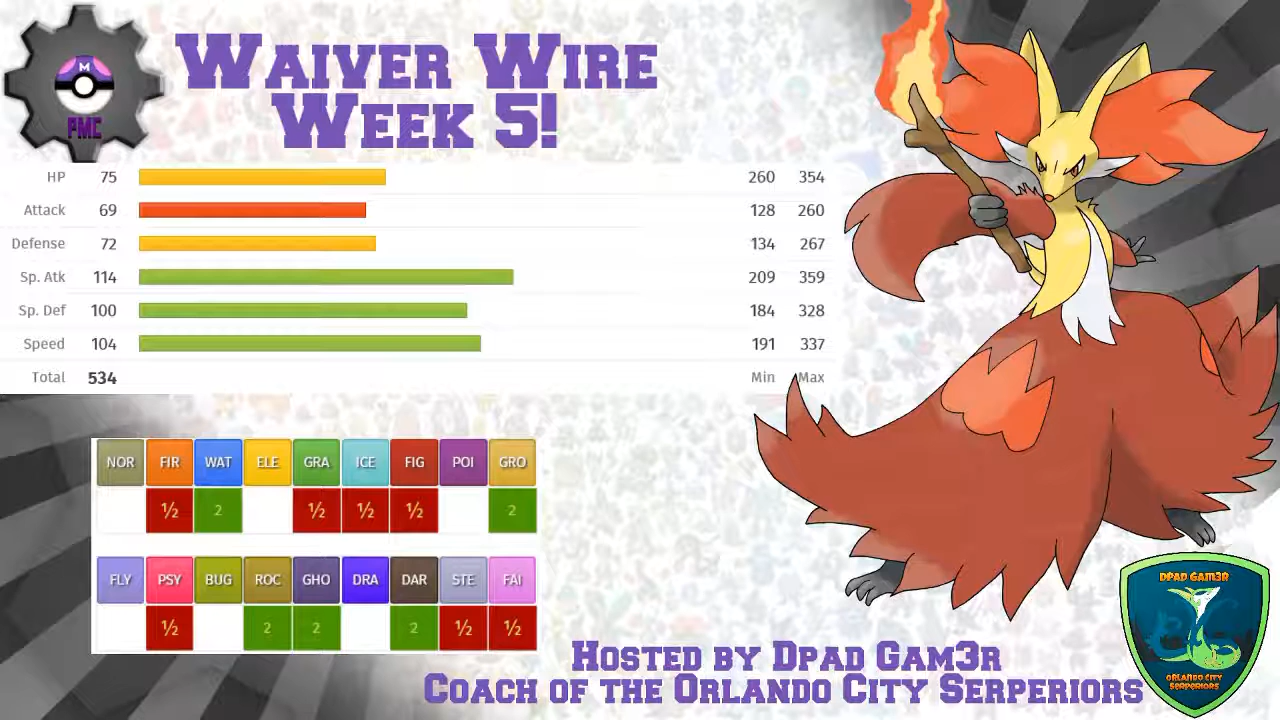 M
PMC
WAIVER WIRE
WEEK 5!
HP 75 260 354
Attack 69 128 260
Defense 72 134 267
Sp. Atk 114 209 359
Sp. Def 100 184 328
Speed 104 191 337
Total 534 Min Max
NOR FIR WAT ELE GRA ICE FIG POI GRO
½ 2 ½ ½ ½ 2
FLY PSY BUG ROC GHO DRA DAR STE FAI
½ 2 2 2 ½ ½
HOSTED BY DPAD GAM3R
COACH OF THE ORLANDO CITY SERPERIORS
DPAD GAM3R
ORLANDO CITY
SERPERIORS